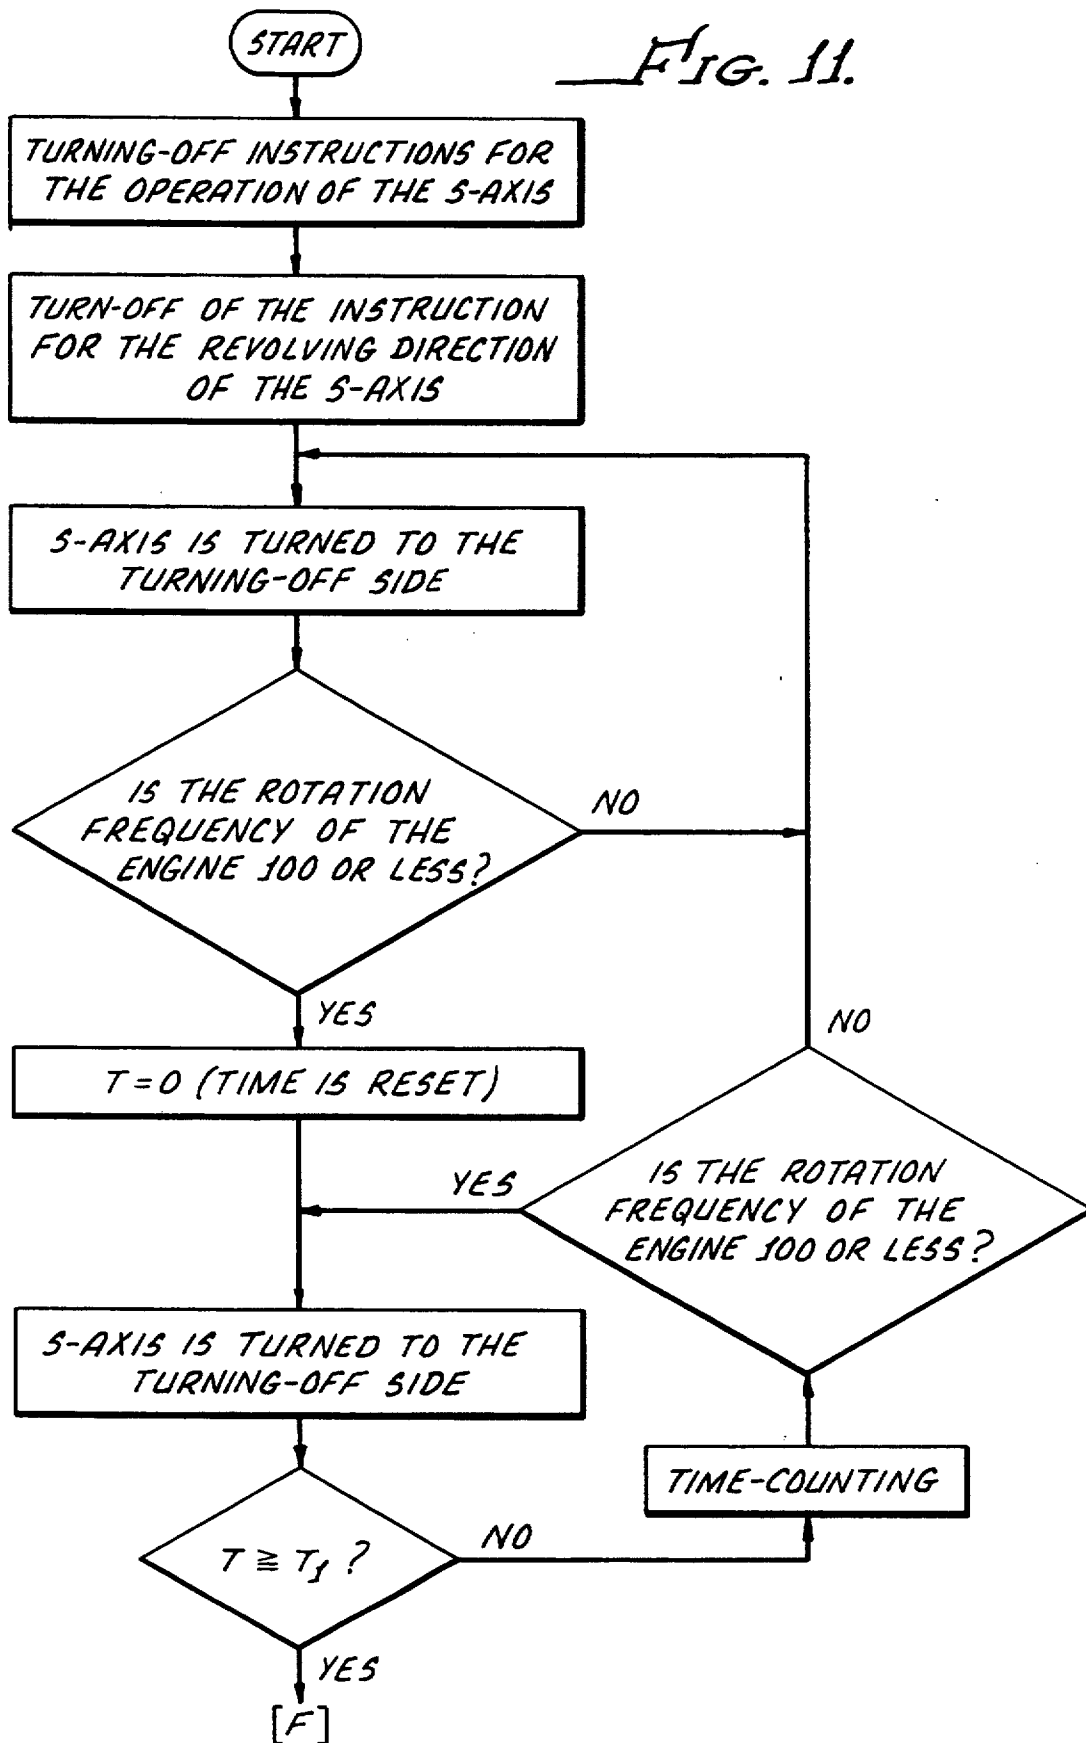 START
FIG. 11.
TURNING-OFF INSTRUCTIONS FOR
THE OPERATION OF THE S-AXIS
TURN-OFF OF THE INSTRUCTION
FOR THE REVOLVING DIRECTION
OF THE S-AXIS
S-AXIS IS TURNED TO THE
TURNING-OFF SIDE
IS THE ROTATION
FREQUENCY OF THE
ENGINE 100 OR LESS?
NO
YES
T=0 (TIME IS RESET)
NO
YES
IS THE ROTATION
FREQUENCY OF THE
ENGINE 100 OR LESS?
S-AXIS IS TURNED TO THE
TURNING-OFF SIDE
TIME-COUNTING
T ≧ T1 ?
NO
YES
[F]